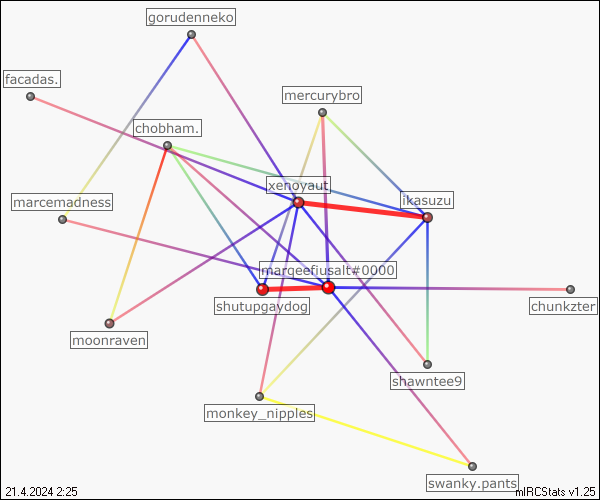 gorudenneko
facadas.
mercurybro
chobham.
xenoyaut
marcemadness
ikasuzu
marqeefiusalt#0000
shutupgaydog
chunkzter
moonraven
shawntee9
monkey_nipples
swanky.pants
21.4.2024 2:25
mIRCStats v1.25